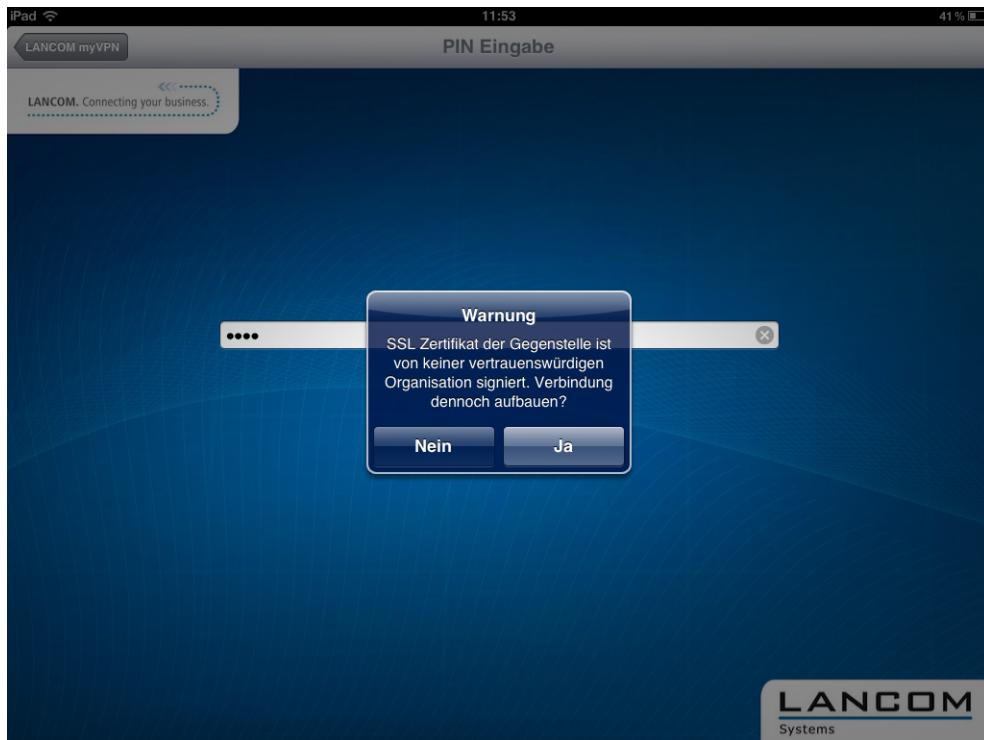 iPad 11:53 41 %
LANCOM myVPN PIN Eingabe
LANCOM. Connecting your business.
Warnung
SSL Zertifikat der Gegenstelle ist
von keiner vertrauenswürdigen
Organisation signiert. Verbindung
dennoch aufbauen?
Nein Ja
LANCOM
Systems